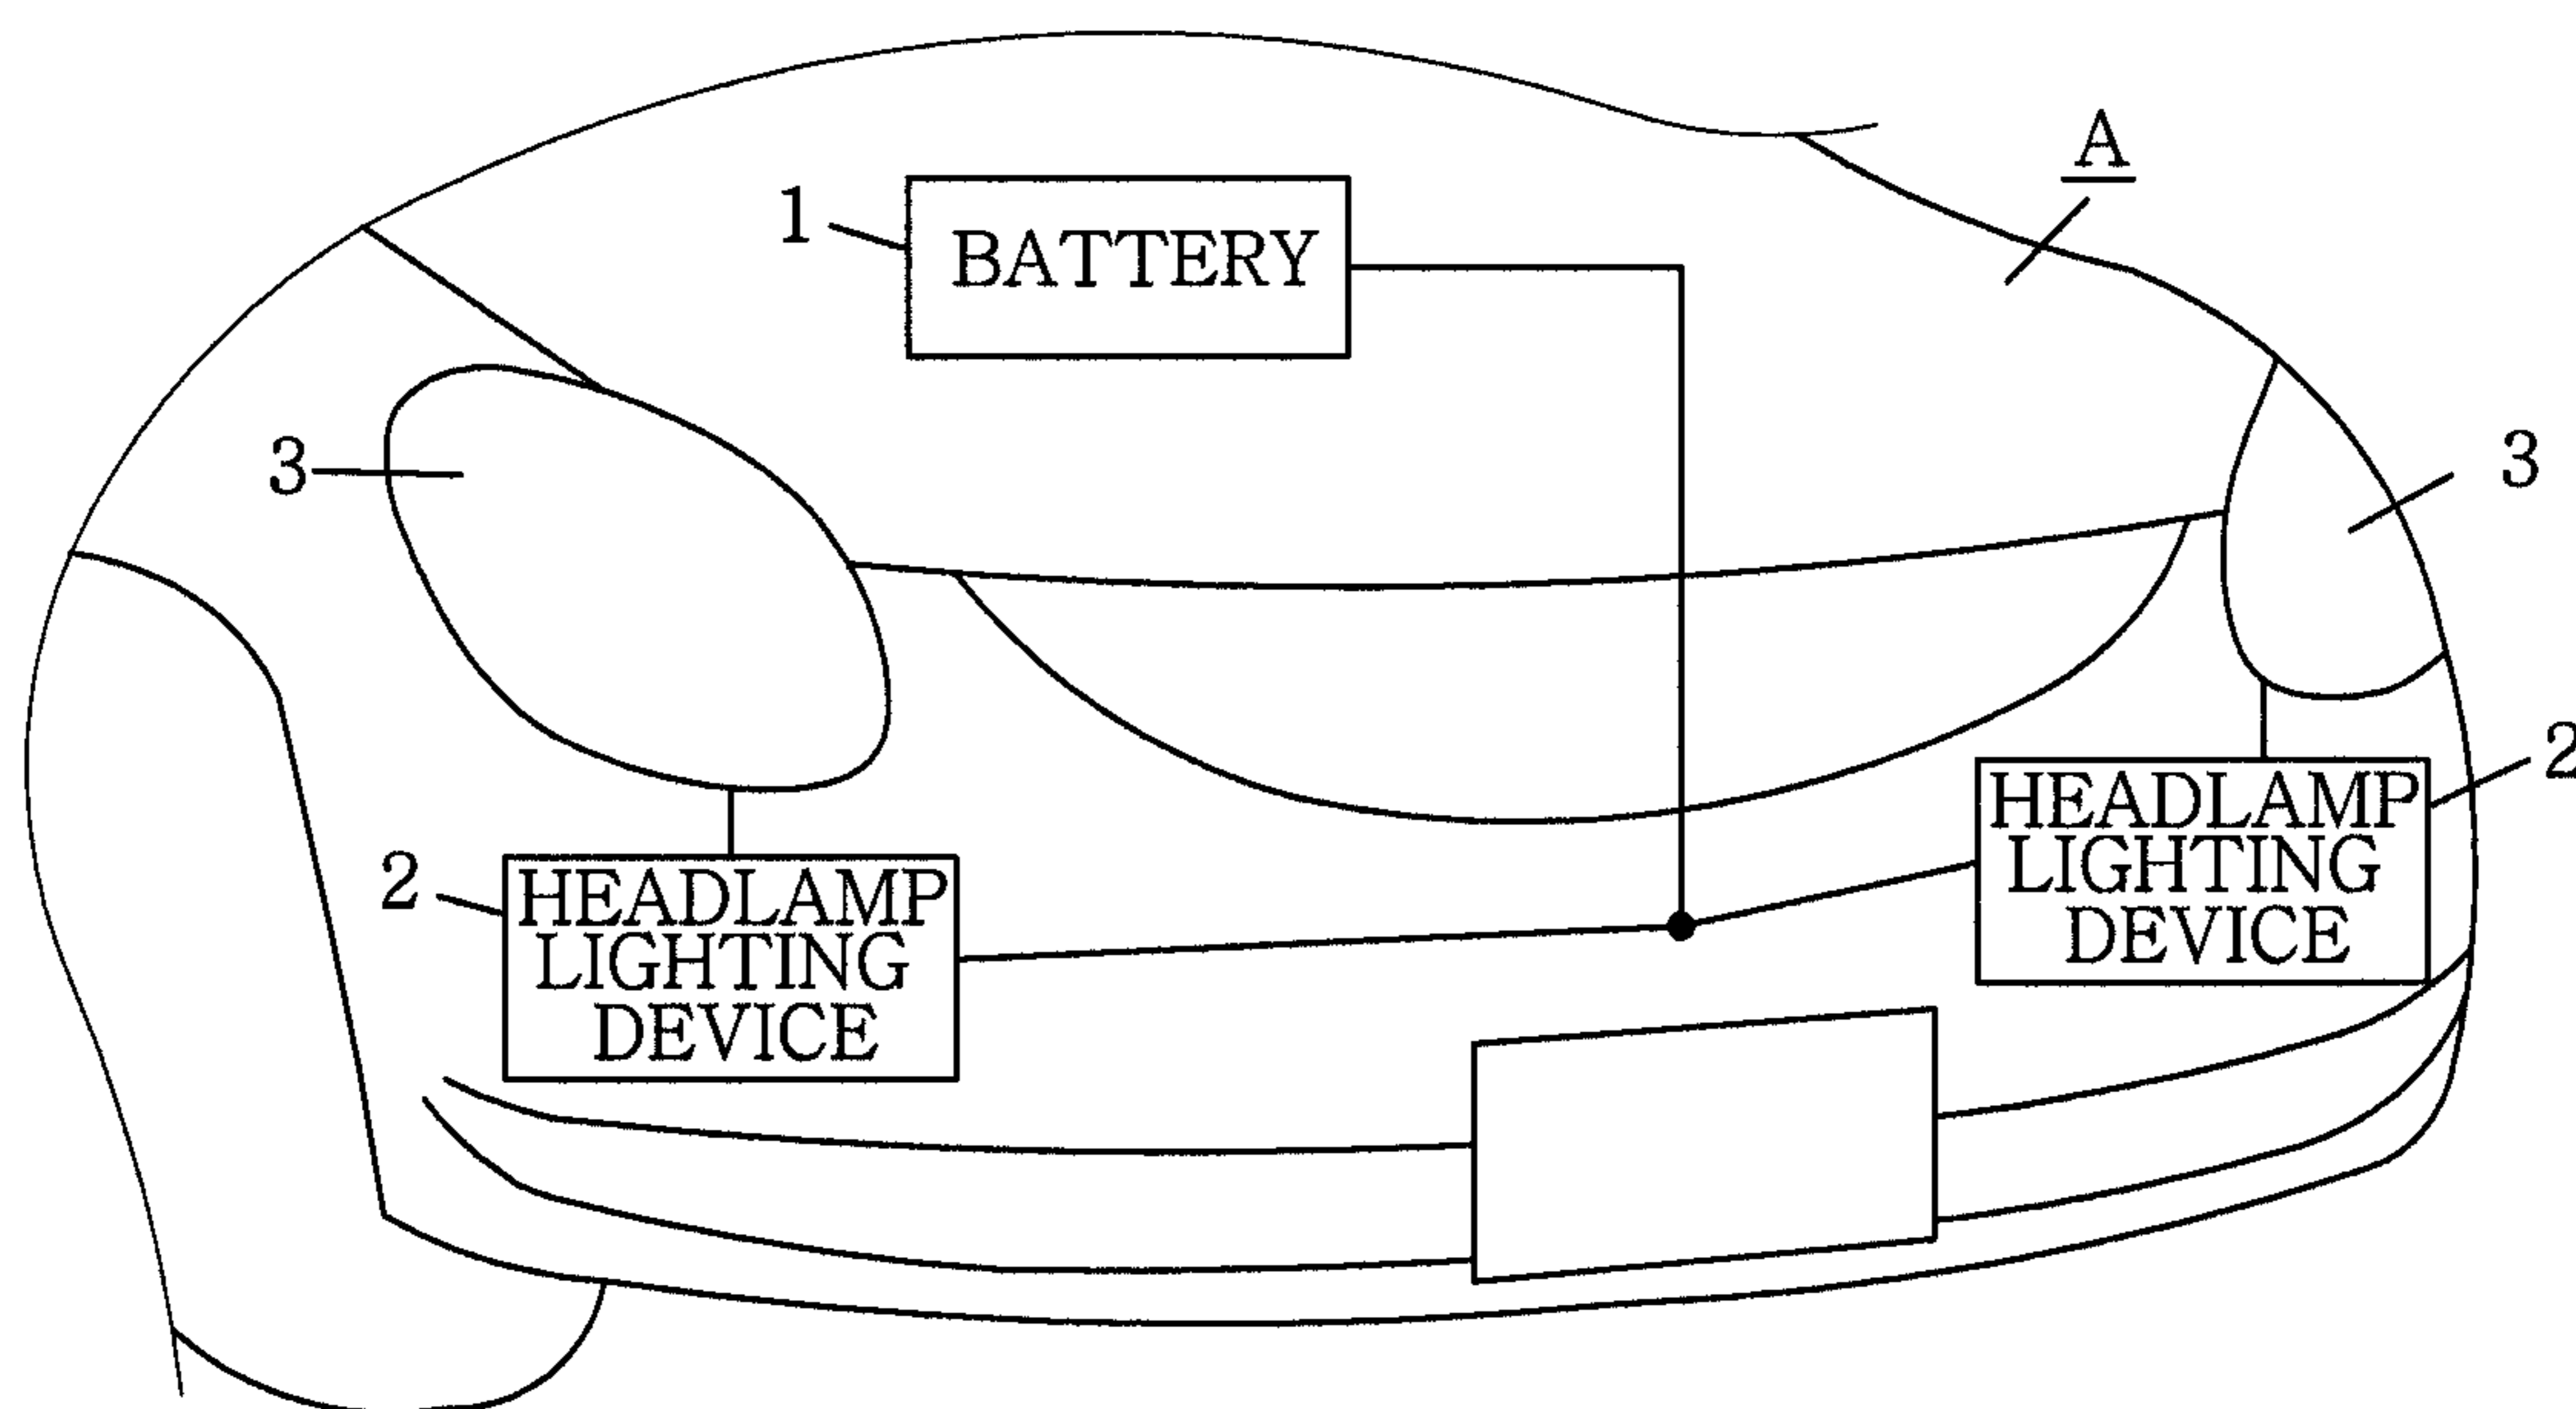 A
1
BATTERY
3
3
2
HEADLAMP
LIGHTING
DEVICE
2
HEADLAMP
LIGHTING
DEVICE